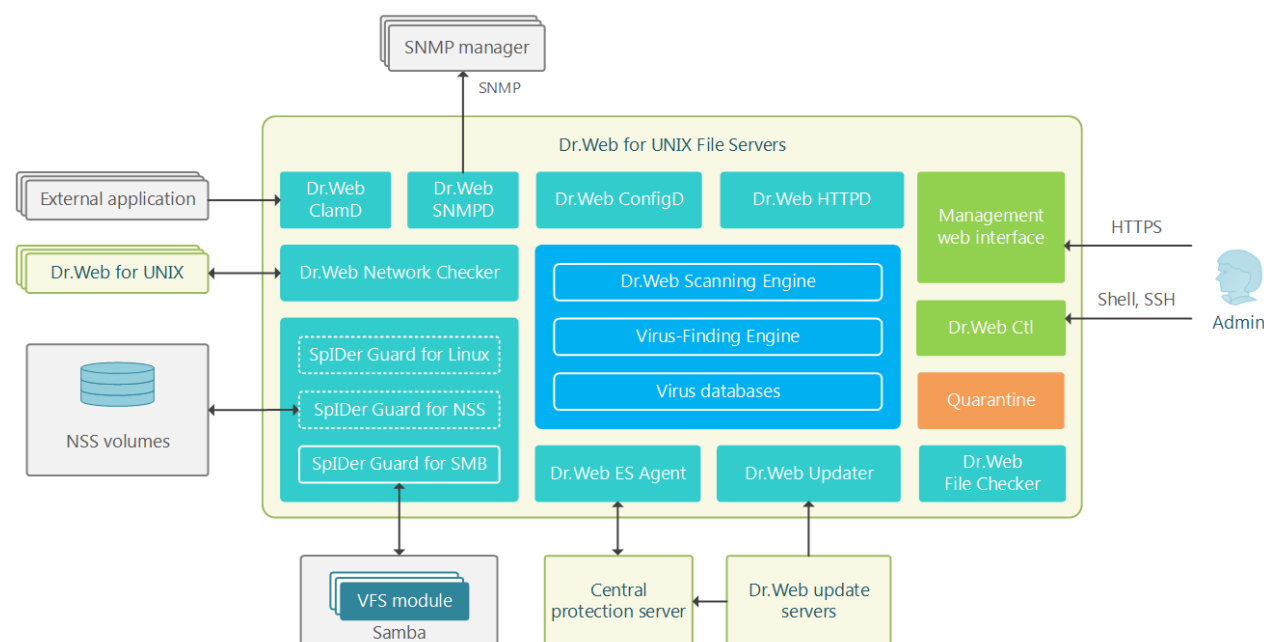 SNMP manager
SNMP
Dr.Web for UNIX File Servers
External application
Dr.Web
ClamD
Dr.Web
SNMPD
Dr.Web ConfigD
Dr.Web HTTPD
Management
web interface
HTTPS
Dr.Web for UNIX
Dr.Web Network Checker
Dr.Web Scanning Engine
Shell, SSH
Admin
Dr.Web Ctl
SpIDer Guard for Linux
Virus-Finding Engine
Virus databases
Quarantine
SpIDer Guard for NSS
NSS volumes
SpIDer Guard for SMB
Dr.Web ES Agent
Dr.Web Updater
Dr.Web
File Checker
VFS module
Samba
Central
protection server
Dr.Web update
servers